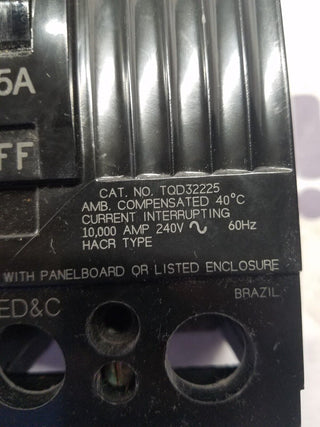 5A
FF
CAT. NO. TQD32225
AMB. COMPENSATED 40°C
CURRENT INTERRUPTING
10,000 AMP 240V ∿ 60Hz
HACR TYPE
WITH PANELBOARD OR LISTED ENCLOSURE
ED&C
BRAZIL